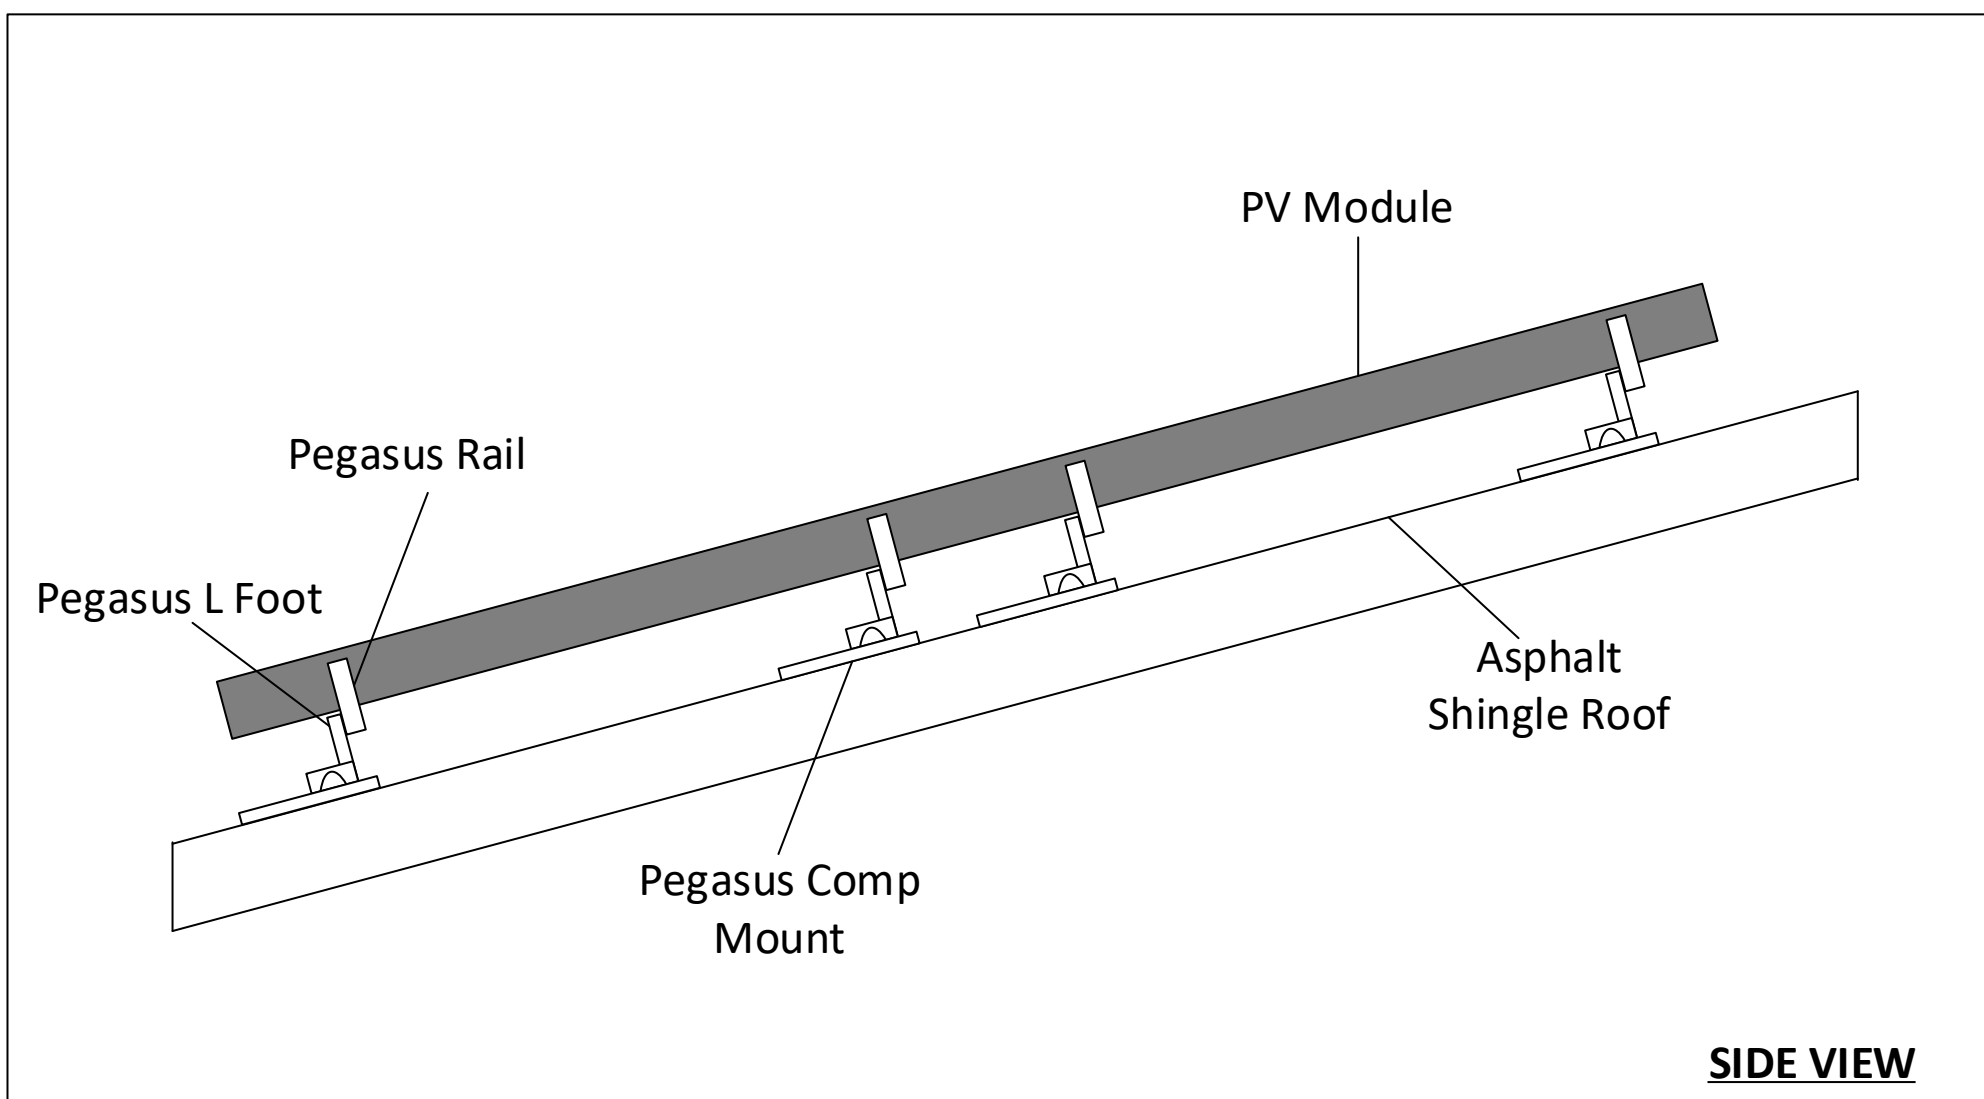 PV Module
Pegasus Rail
Pegasus L Foot
Asphalt
Shingle Roof
Pegasus Comp
Mount
SIDE VIEW